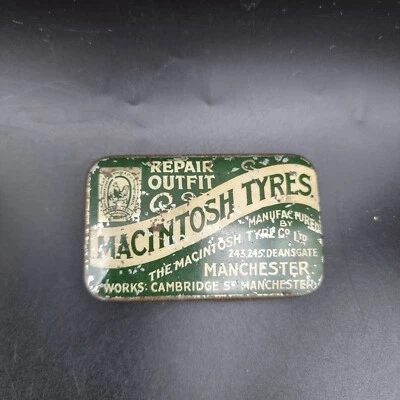 REPAIR
OUTFIT
MACINTOSH TYRES
MANUFACTURED
BY
THE MACINTOSH TYRE Co LTD
243.245. DEANSGATE
MANCHESTER
WORKS: CAMBRIDGE ST MANCHESTER